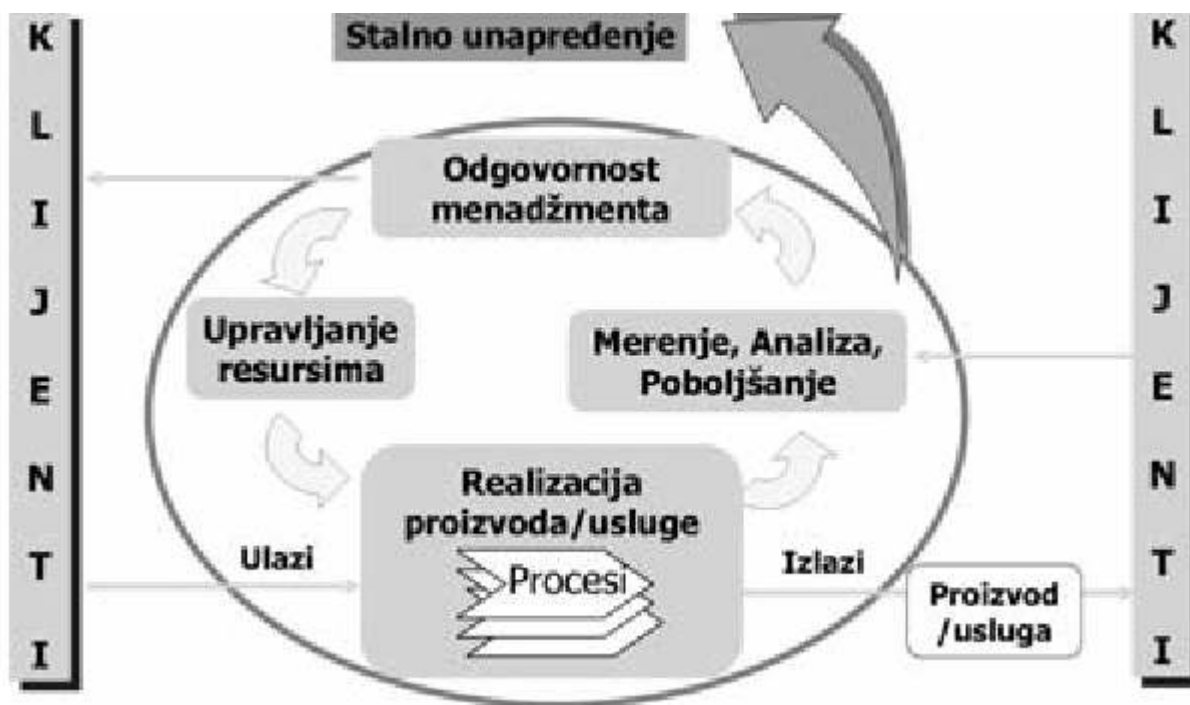 Stalno unapređenje
K
L
I
J
E
N
T
I
Odgovornost
menadžmenta
Upravljanje
resursima
Merenje, Analiza,
Poboljšanje
Realizacija
proizvoda/usluge
Procesi
Ulazi
Izlazi
Proizvod
/usluga
K
L
I
J
E
N
T
I